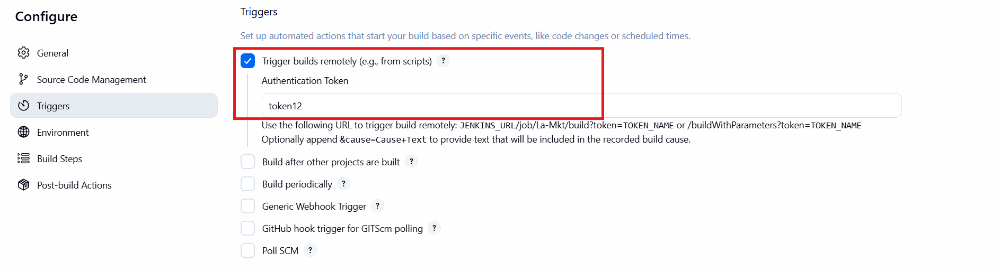 Configure
General
Source Code Management
Triggers
Environment
Build Steps
Post-build Actions
Triggers
Set up automated actions that start your build based on specific events, like code changes or scheduled times.
Trigger builds remotely (e.g., from scripts) ?
Authentication Token
token12
Use the following URL to trigger build remotely: JENKINS_URL/job/La-Mkt/build?token=TOKEN_NAME or /buildWithParameters?token=TOKEN_NAME
Optionally append &cause=Cause+Text to provide text that will be included in the recorded build cause.
Build after other projects are built ?
Build periodically ?
Generic Webhook Trigger ?
GitHub hook trigger for GITScm polling ?
Poll SCM ?